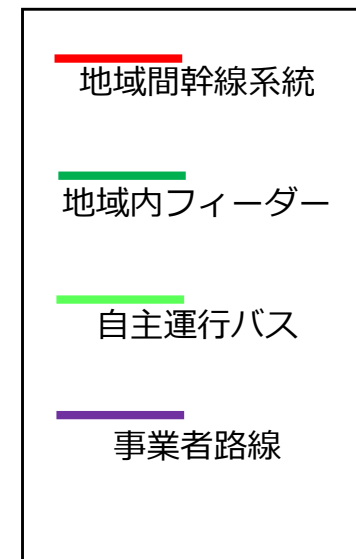 地域間幹線系統
地域内フィーダー
自主運行バス
事業者路線